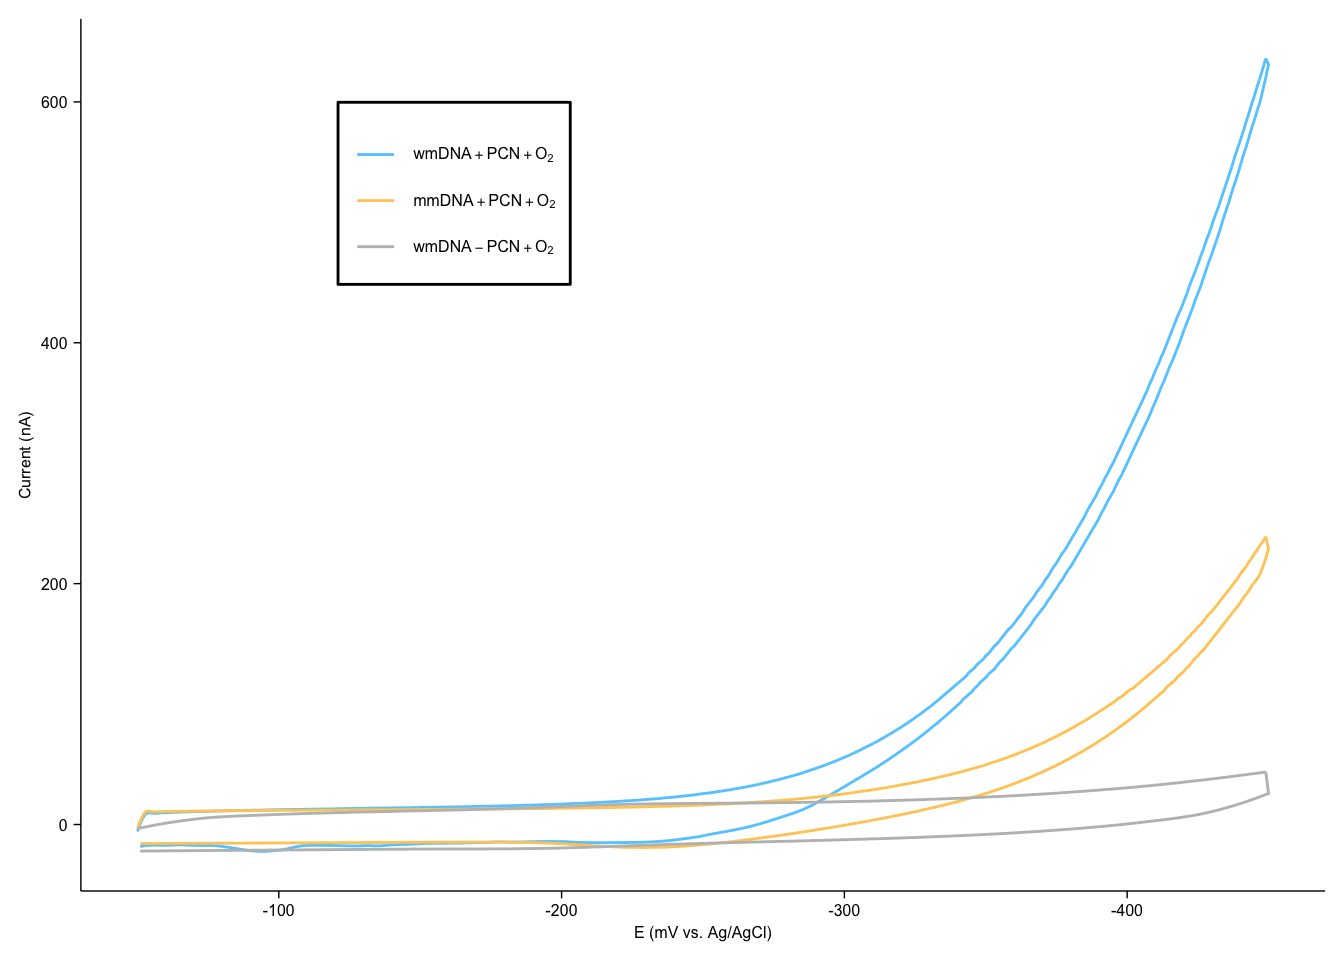 600
400
200
0
Current (nA)
wmDNA + PCN + O₂
mmDNA + PCN + O₂
wmDNA − PCN + O₂
-100
-200
-300
-400
E (mV vs. Ag/AgCl)